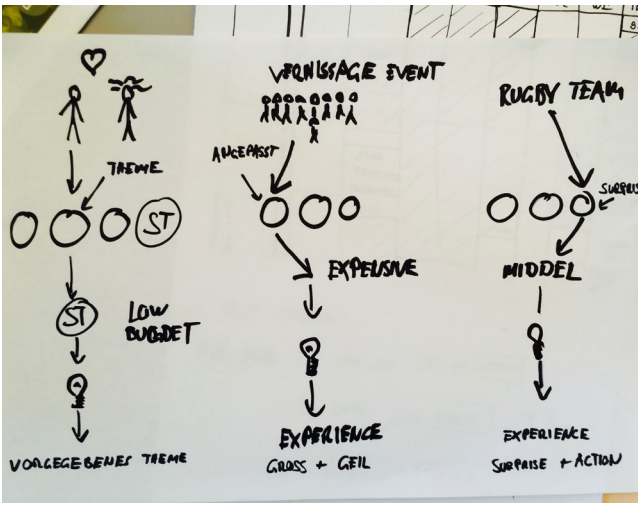 THEME
ST
ST
LOW
BUGDET
VORGEGEBENES THEME
VERNISSAGE EVENT
ANGEPASST
EXPENSIVE
EXPERIENCE
GROSS + GEIL
RUGBY TEAM
SURPRIS
MIDDEL
EXPERIENCE
SURPRISE + ACTION